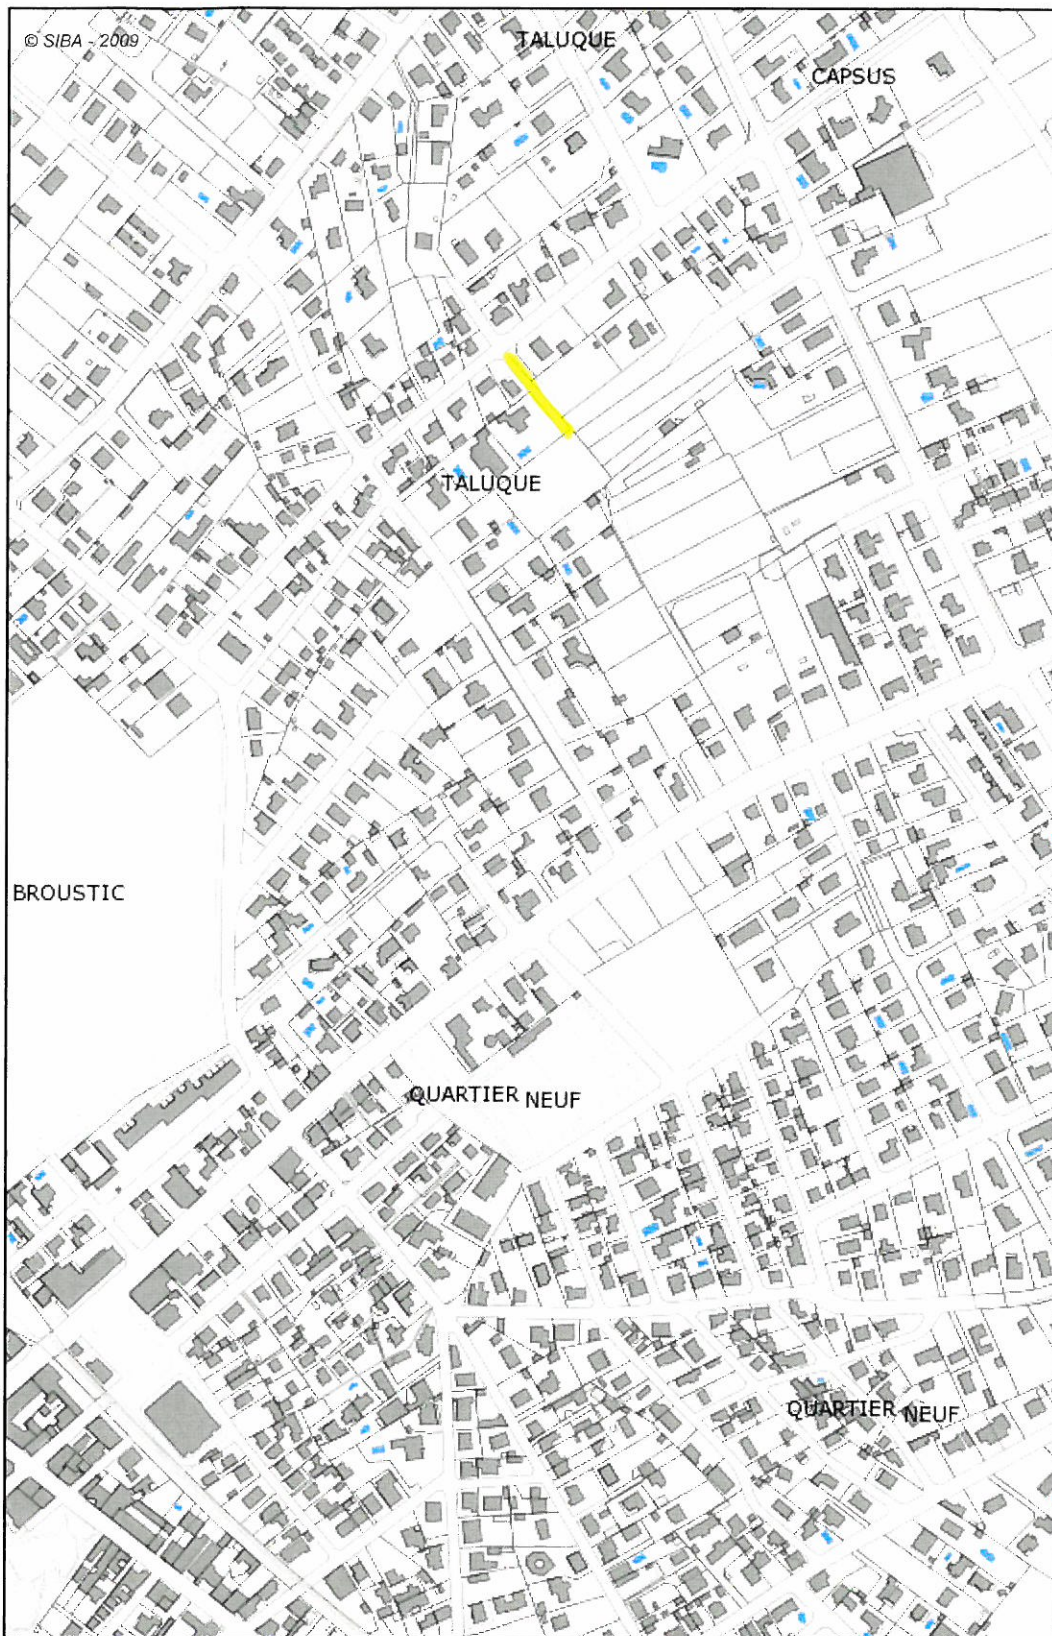 © SIBA - 2009
TALUQUE
CAPSUS
TALUQUE
BROUSTIC
QUARTIER NEUF
QUARTIER NEUF